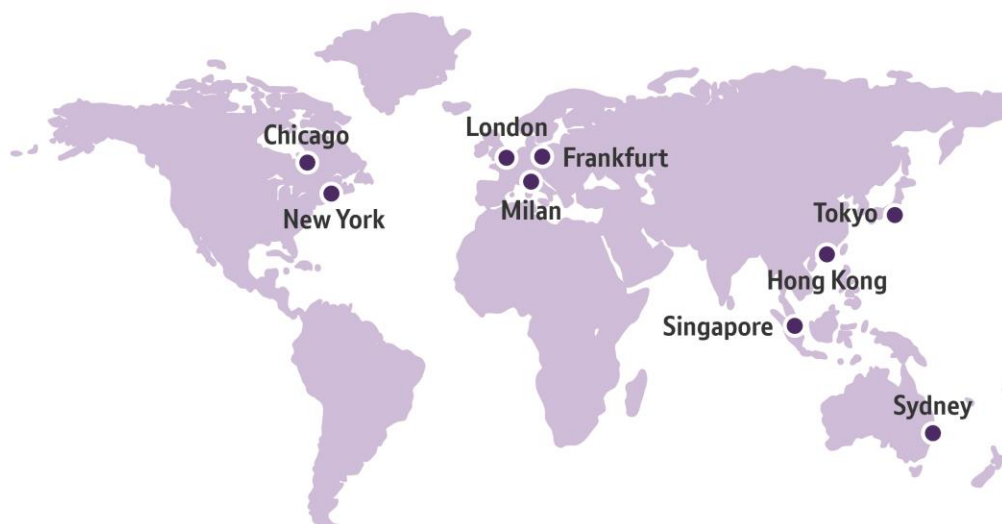 London
Chicago
Frankfurt
New York
Milan
Tokyo
Hong Kong
Singapore
Sydney